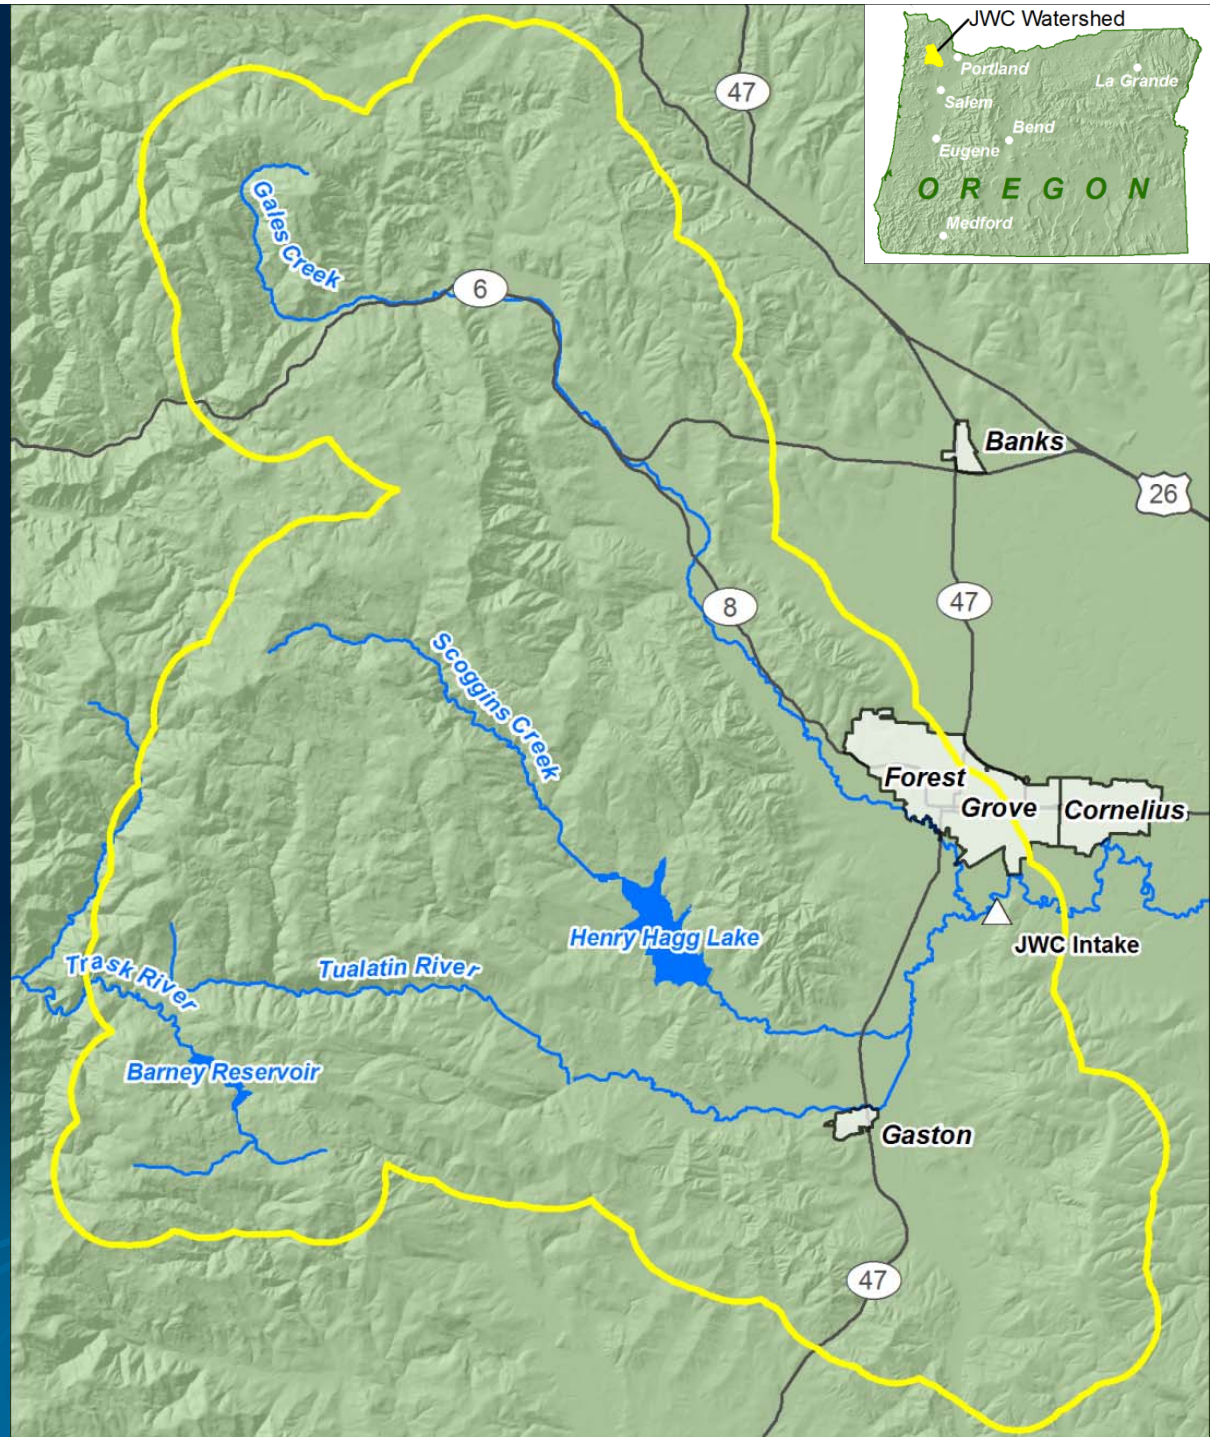 JWC Watershed
Portland
La Grande
Salem
Bend
Eugene
OREGON
Medford
47
Gales Creek
6
Banks
26
8
47
Scoggins Creek
Forest
Grove
Cornelius
Henry Hagg Lake
JWC Intake
Trask River
Tualatin River
Barney Reservoir
Gaston
47